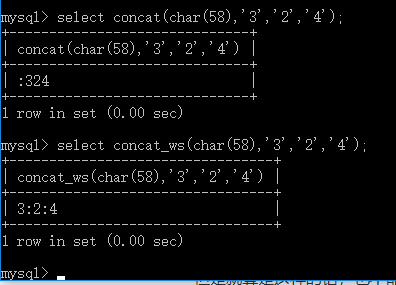 mysql> select concat(char(58),'3','2','4');
+-----------------------------+
| concat(char(58),'3','2','4') |
+-----------------------------+
| :324 |
+-----------------------------+
1 row in set (0.00 sec)
mysql> select concat_ws(char(58),'3','2','4');
+--------------------------------+
| concat_ws(char(58),'3','2','4') |
+--------------------------------+
| 3:2:4 |
+--------------------------------+
1 row in set (0.00 sec)
mysql>